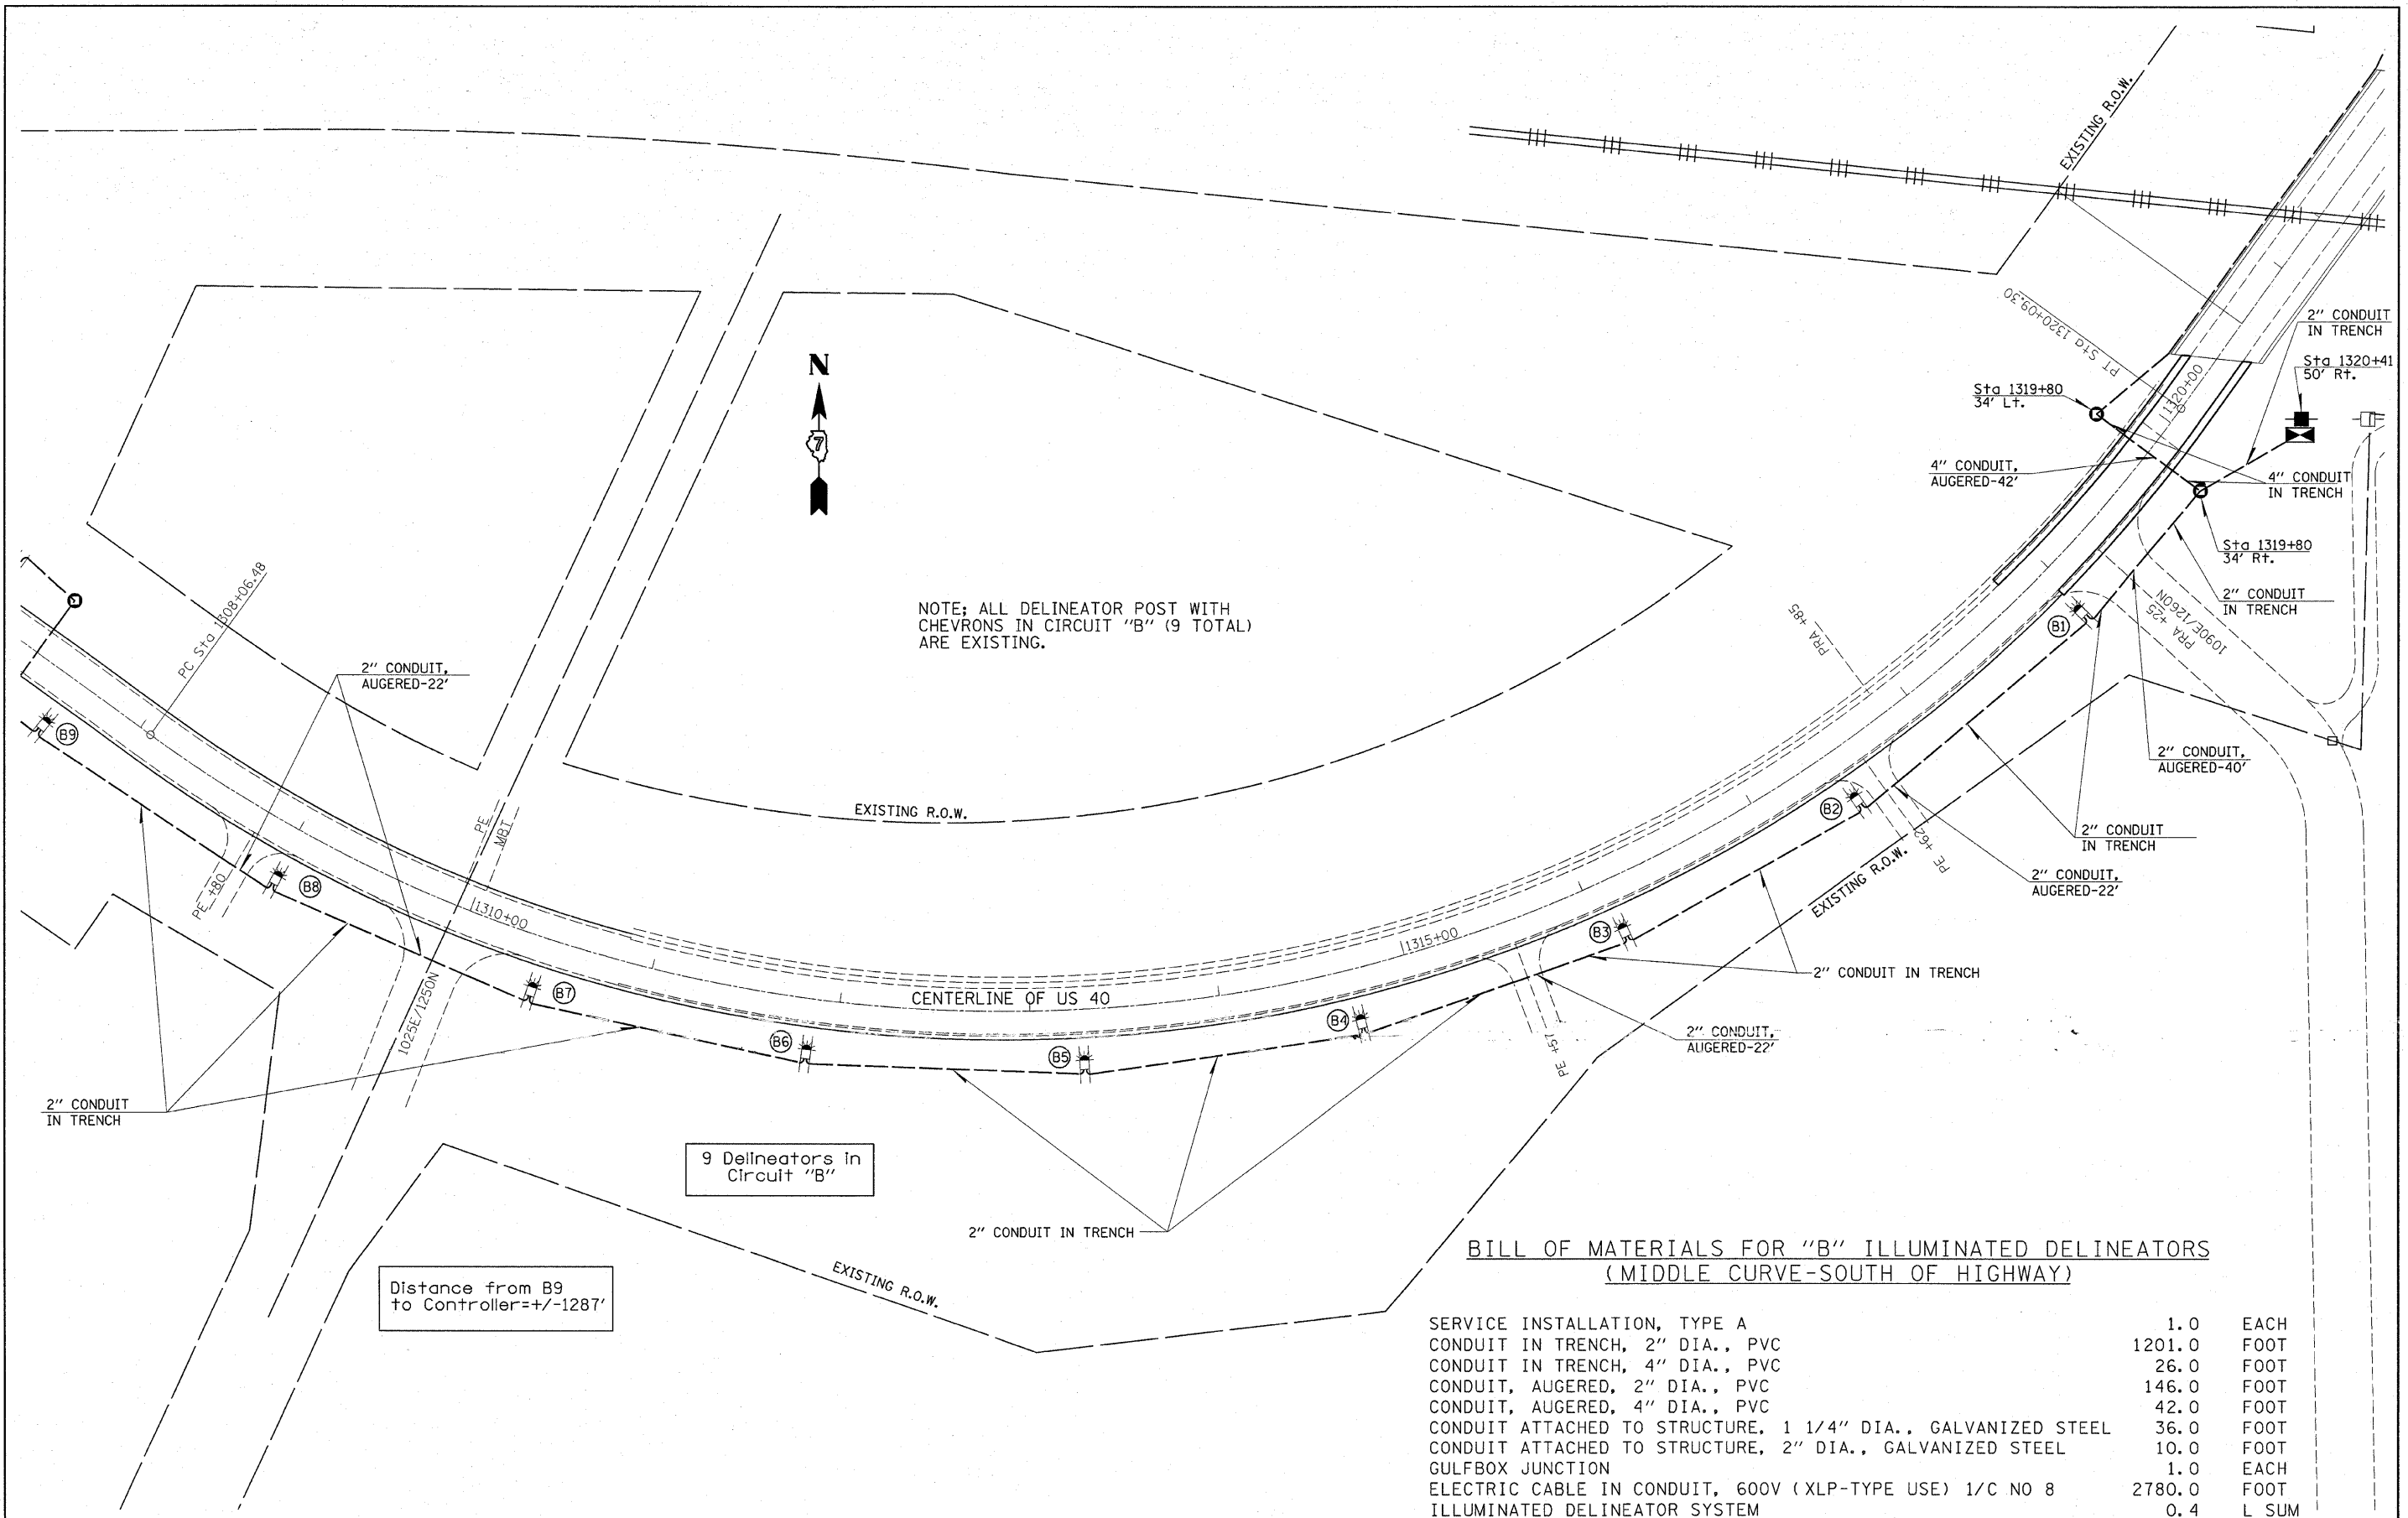 EXISTING R.O.W.
PT Sta 1320+09.30
2" CONDUIT
IN TRENCH
Sta 1320+41
50' Rt.
Sta 1319+80
34' Lt.
1320+00
N
7
4" CONDUIT,
AUGERED-42'
4" CONDUIT
IN TRENCH
Sta 1319+80
34' Rt.
2" CONDUIT
IN TRENCH
PC Sta 1308+06.48
NOTE; ALL DELINEATOR POST WITH
CHEVRONS IN CIRCUIT "B" (9 TOTAL)
ARE EXISTING.
PRA +85
B1
PRA +25
1090E/1260N
2" CONDUIT,
AUGERED-22'
B9
2" CONDUIT,
AUGERED-40'
EXISTING R.O.W.
B2
PE
MBT
2" CONDUIT
IN TRENCH
PE +62
PE +80
B8
2" CONDUIT,
AUGERED-22'
EXISTING R.O.W.
1310+00
B3
1315+00
2" CONDUIT IN TRENCH
B7
CENTERLINE OF US 40
1025E/1250N
B4
2" CONDUIT,
AUGERED-22'
B6
B5
PE +57
2" CONDUIT
IN TRENCH
9 Delineators in
Circuit "B"
2" CONDUIT IN TRENCH
EXISTING R.O.W.
Distance from B9
to Controller=+/-1287'
BILL OF MATERIALS FOR "B" ILLUMINATED DELINEATORS
(MIDDLE CURVE-SOUTH OF HIGHWAY)
SERVICE INSTALLATION, TYPE A 1.0 EACH
CONDUIT IN TRENCH, 2" DIA., PVC 1201.0 FOOT
CONDUIT IN TRENCH, 4" DIA., PVC 26.0 FOOT
CONDUIT, AUGERED, 2" DIA., PVC 146.0 FOOT
CONDUIT, AUGERED, 4" DIA., PVC 42.0 FOOT
CONDUIT ATTACHED TO STRUCTURE, 1 1/4" DIA., GALVANIZED STEEL 36.0 FOOT
CONDUIT ATTACHED TO STRUCTURE, 2" DIA., GALVANIZED STEEL 10.0 FOOT
GULFBOX JUNCTION 1.0 EACH
ELECTRIC CABLE IN CONDUIT, 600V (XLP-TYPE USE) 1/C NO 8 2780.0 FOOT
ILLUMINATED DELINEATOR SYSTEM 0.4 L SUM